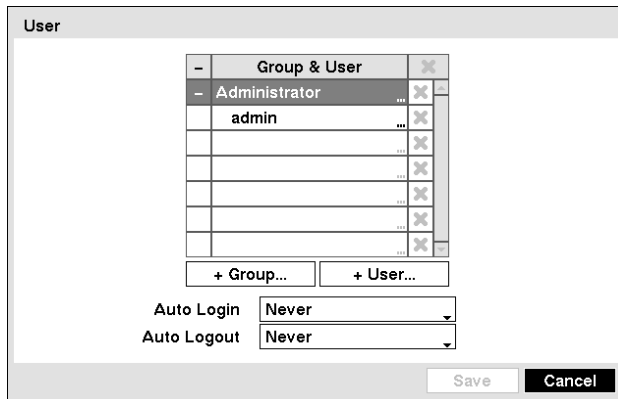 User
– Group & User
– Administrator ...
admin ...
...
...
...
...
...
+ Group... + User...
Auto Login Never
Auto Logout Never
Save Cancel